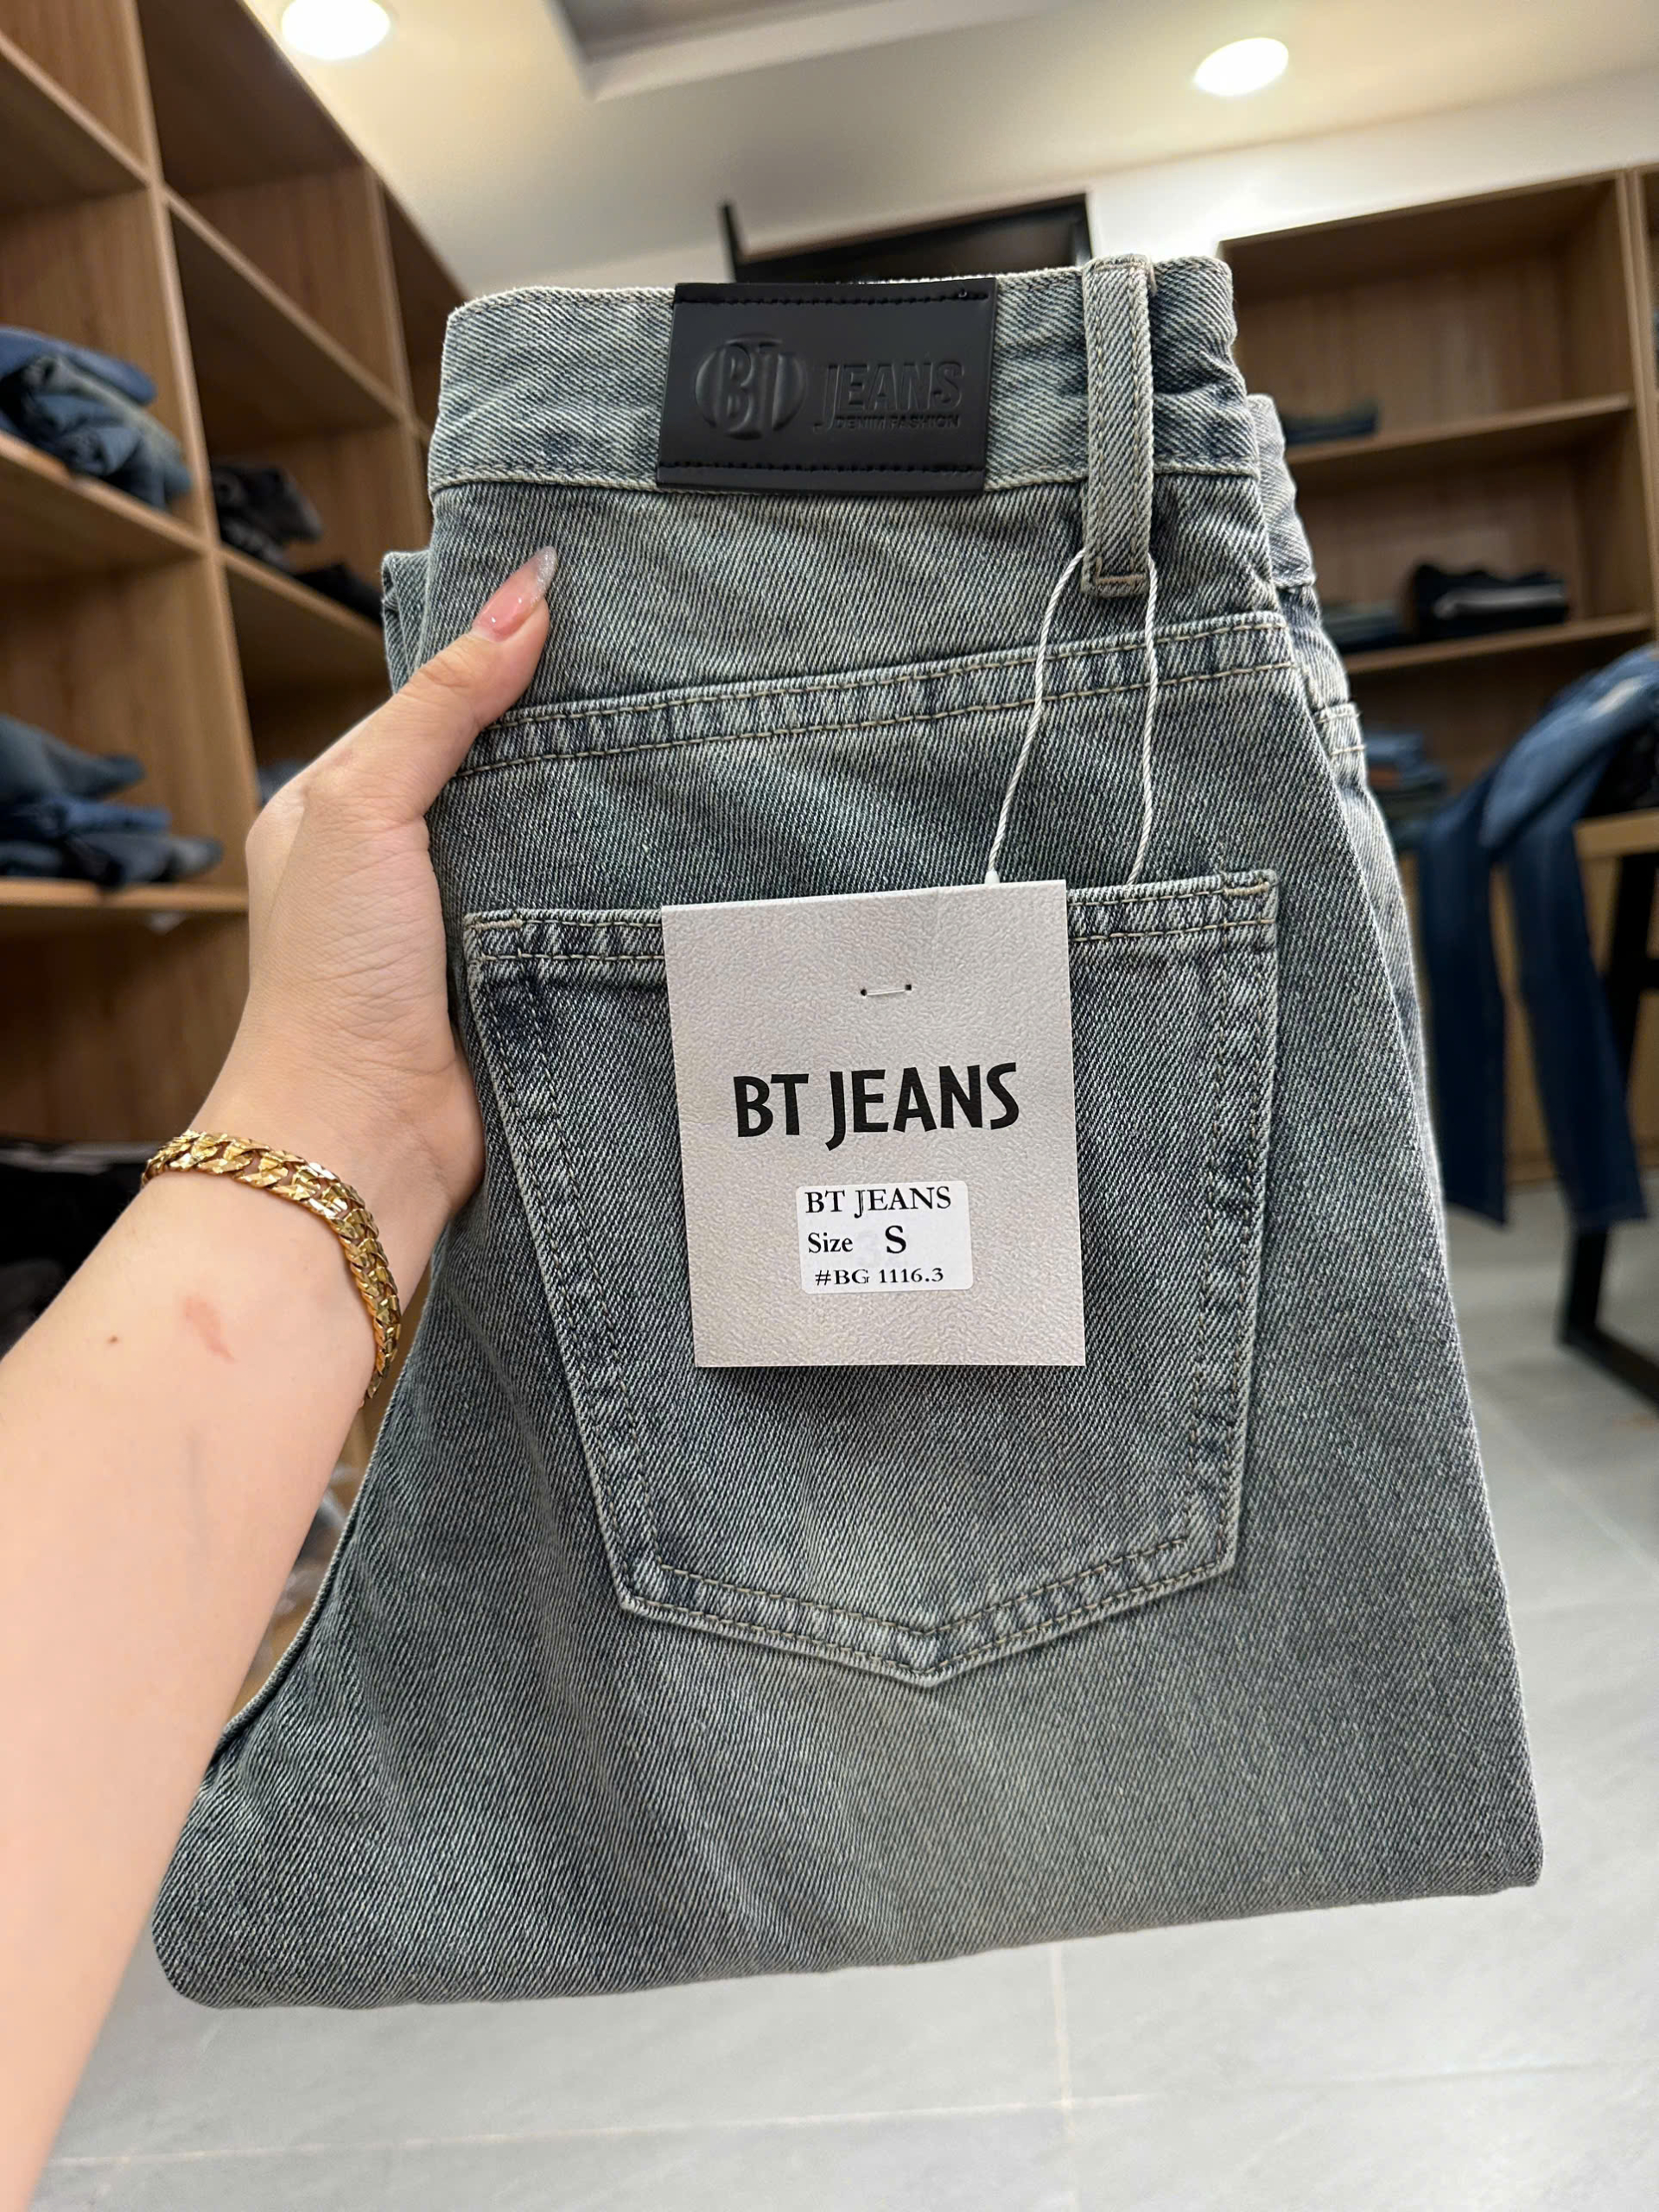 BT JEANS
DENIM FASHION
BT JEANS
BT JEANS
Size S
#BG 1116.3